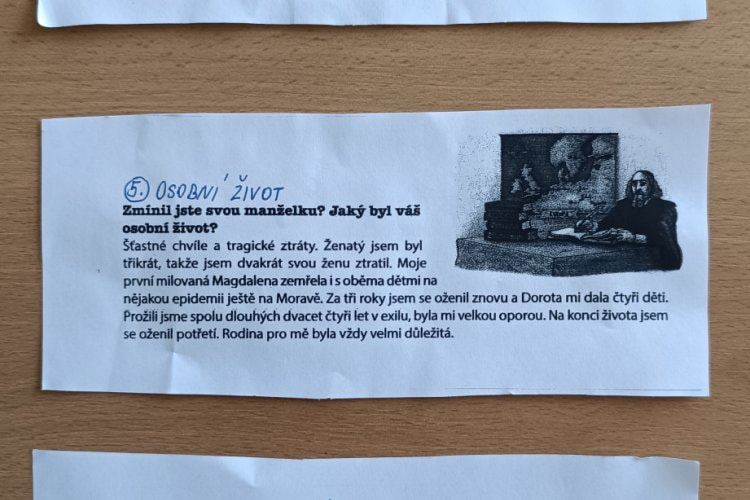 5. OSOBNÍ ŽIVOT
Zmínil jste svou manželku? Jaký byl váš
osobní život?
Šťastné chvíle a tragické ztráty. Ženatý jsem byl
třikrát, takže jsem dvakrát svou ženu ztratil. Moje
první milovaná Magdalena zemřela i s oběma dětmi na
nějakou epidemii ještě na Moravě. Za tři roky jsem se oženil znovu a Dorota mi dala čtyři děti.
Prožili jsme spolu dlouhých dvacet čtyři let v exilu, byla mi velkou oporou. Na konci života jsem
se oženil potřetí. Rodina pro mě byla vždy velmi důležitá.